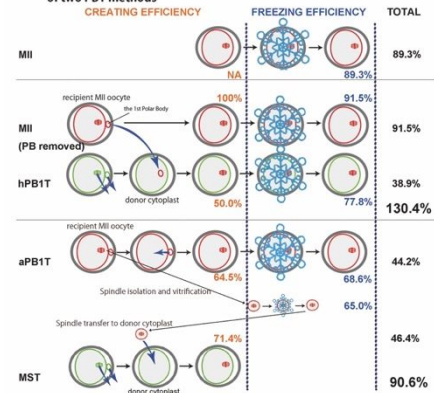 of two PBT methods
CREATING EFFICIENCY FREEZING EFFICIENCY TOTAL
MII
NA 89.3% 89.3%
recipient MII oocyte
the 1st Polar Body
100% 91.5%
MII
(PB removed)
91.5%
hPB1T
donor cytoplast
50.0% 77.8% 38.9%
130.4%
recipient MII oocyte
aPB1T
64.5% 68.6% 44.2%
Spindle isolation and vitrification
65.0%
Spindle transfer to donor cytoplast
71.4% 46.4%
MST
90.6%
donor cytoplast